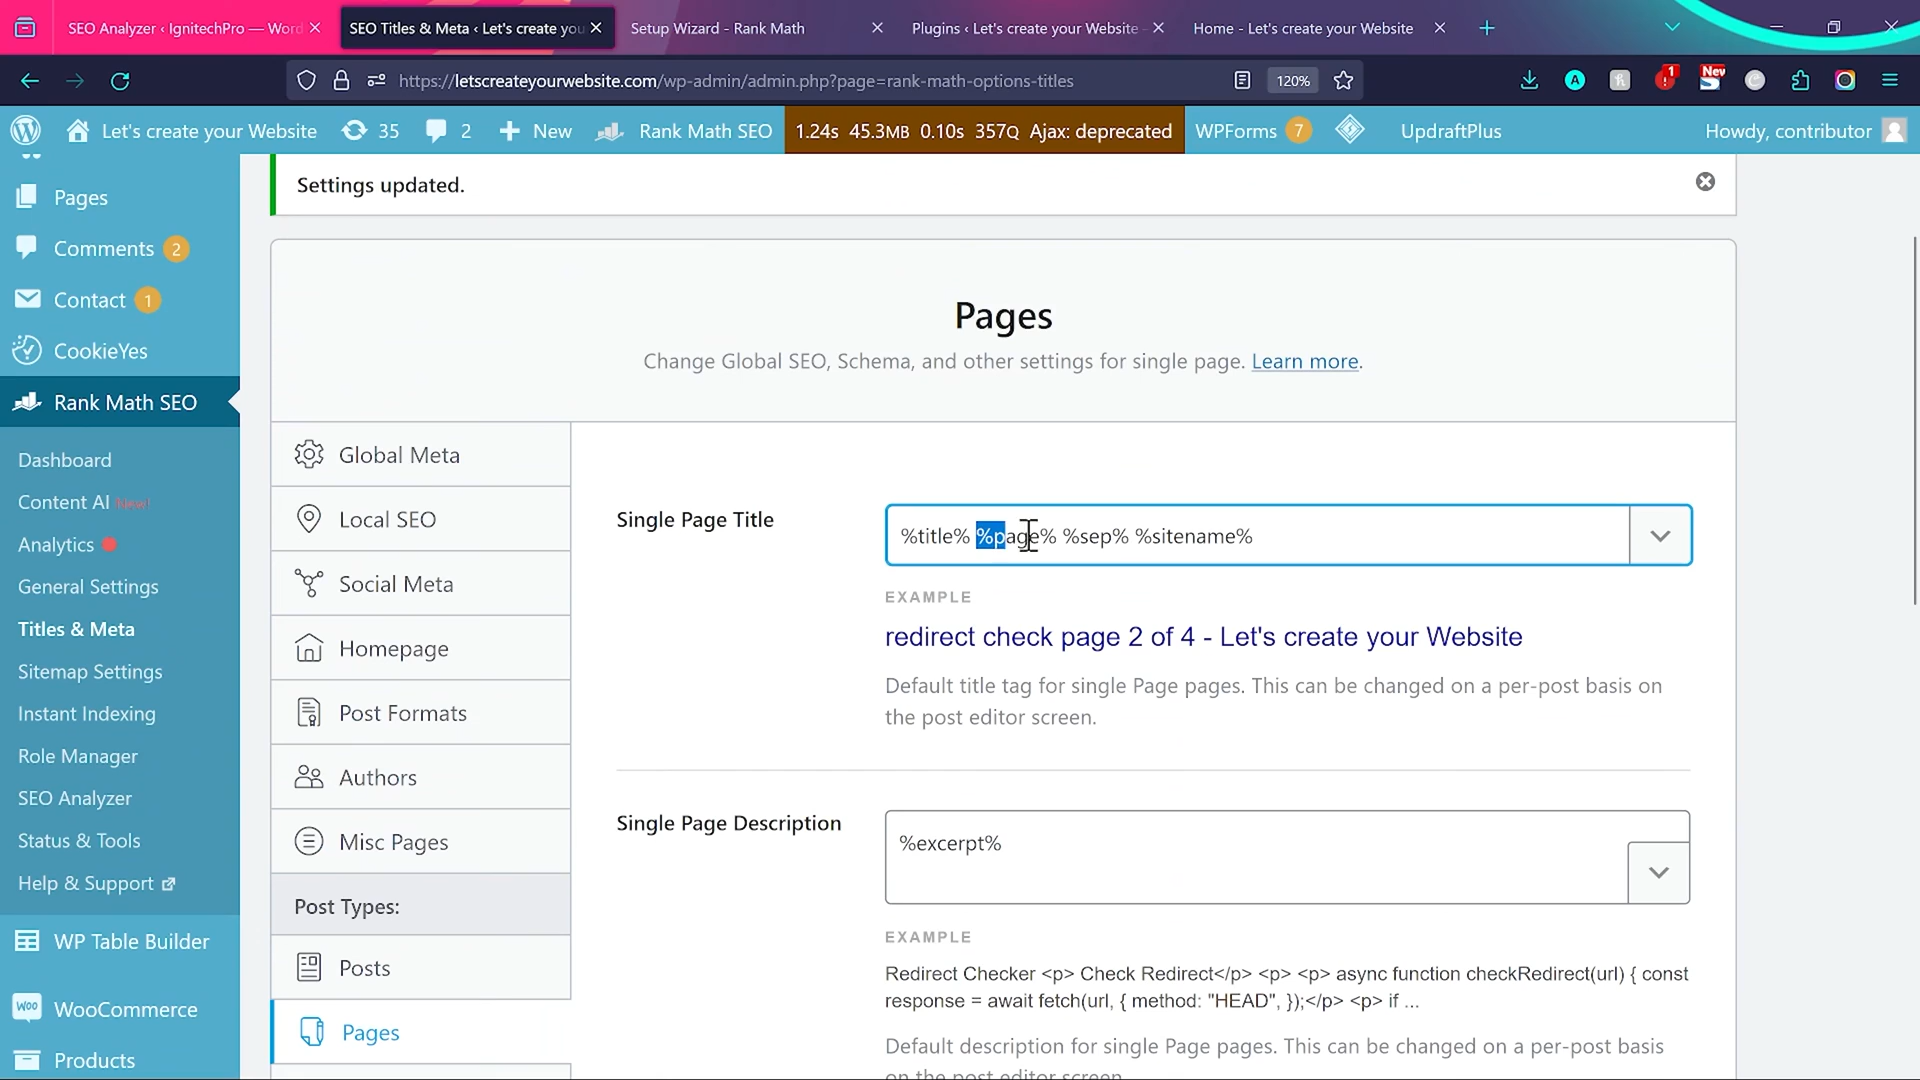 SEO Analyzer ‹ IgnitechPro — Word
SEO Titles & Meta ‹ Let's create you
Setup Wizard - Rank Math
Plugins ‹ Let's create your Website -
Home - Let's create your Website
https://letscreateyourwebsite.com/wp-admin/admin.php?page=rank-math-options-titles
120%
A
1
New
Let's create your Website
35
2
New
Rank Math SEO
1.24s 45.3MB 0.10s 357Q Ajax: deprecated
WPForms 7
UpdraftPlus
Howdy, contributor
Pages
Comments 2
Contact 1
CookieYes
Rank Math SEO
Dashboard
Content AI New!
Analytics
General Settings
Titles & Meta
Sitemap Settings
Instant Indexing
Role Manager
SEO Analyzer
Status & Tools
Help & Support
WP Table Builder
WOO WooCommerce
Products
Settings updated.
Pages
Change Global SEO, Schema, and other settings for single page. Learn more.
Global Meta
Local SEO
Social Meta
Homepage
Post Formats
Authors
Misc Pages
Post Types:
Posts
Pages
Single Page Title
%title% %page% %sep% %sitename%
EXAMPLE
redirect check page 2 of 4 - Let's create your Website
Default title tag for single Page pages. This can be changed on a per-post basis on
the post editor screen.
Single Page Description
%excerpt%
EXAMPLE
Redirect Checker <p> Check Redirect</p> <p> <p> async function checkRedirect(url) { const
response = await fetch(url, { method: "HEAD", });</p> <p> if ...
Default description for single Page pages. This can be changed on a per-post basis
on the post editor screen.